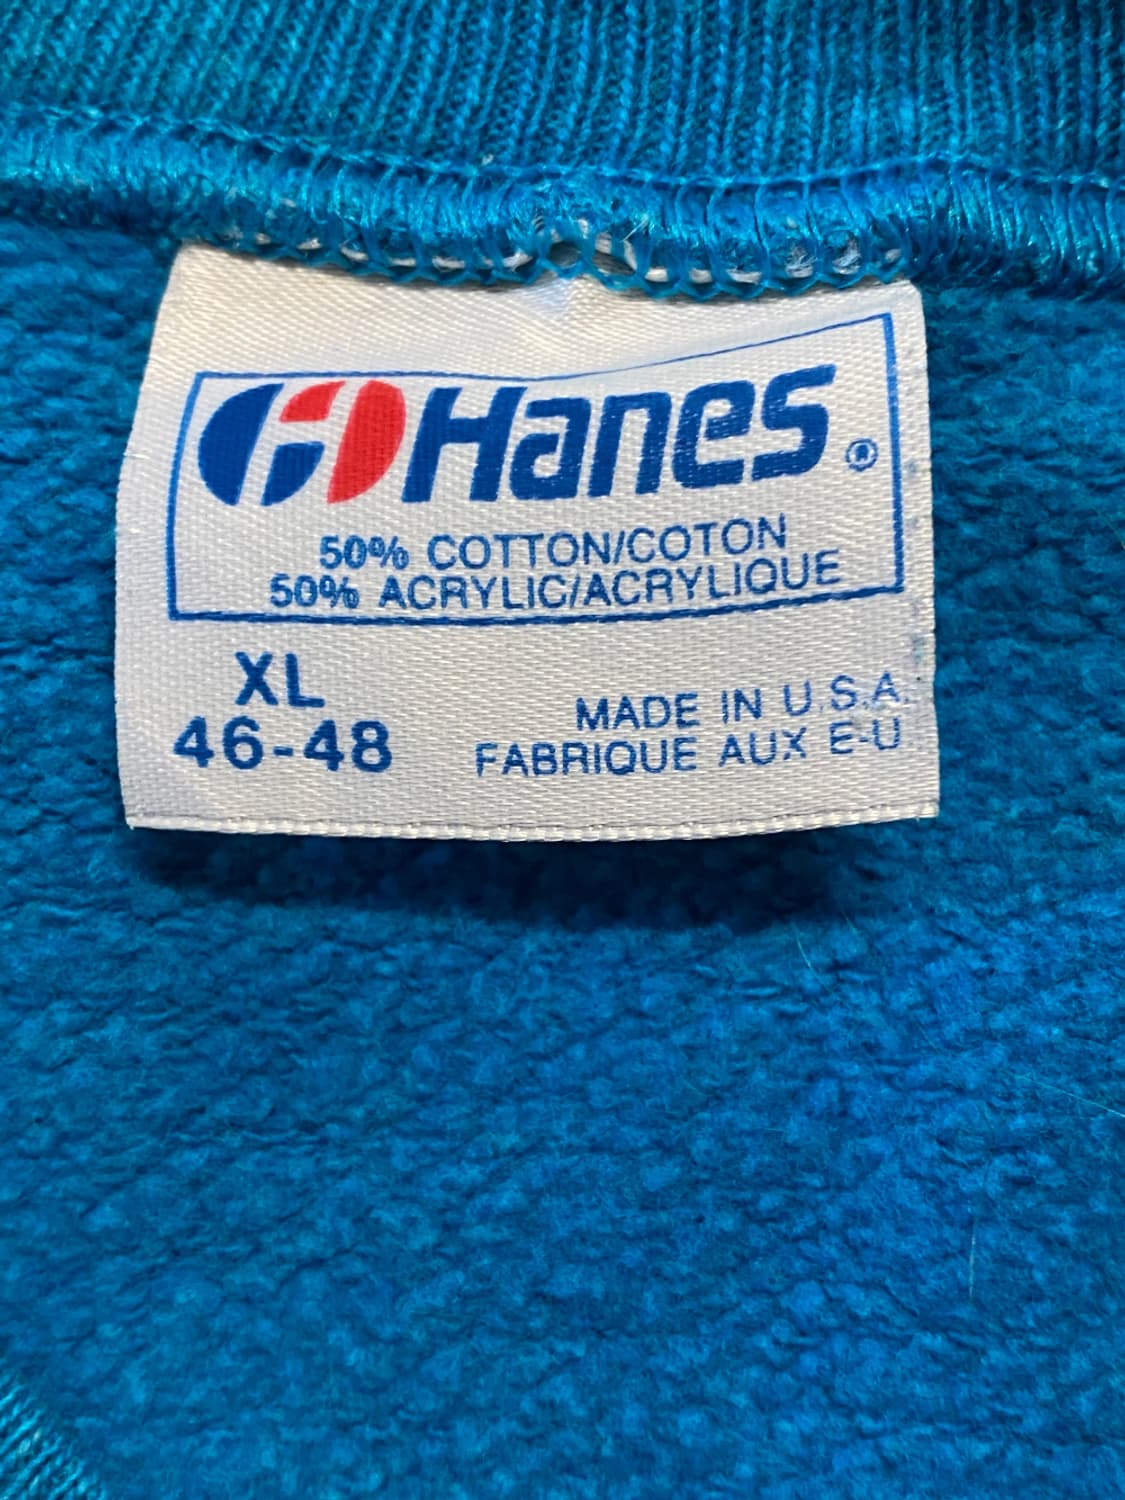 Hanes®
50% COTTON/COTON
50% ACRYLIC/ACRYLIQUE
XL
46-48
MADE IN U.S.A.
FABRIQUE AUX E-U